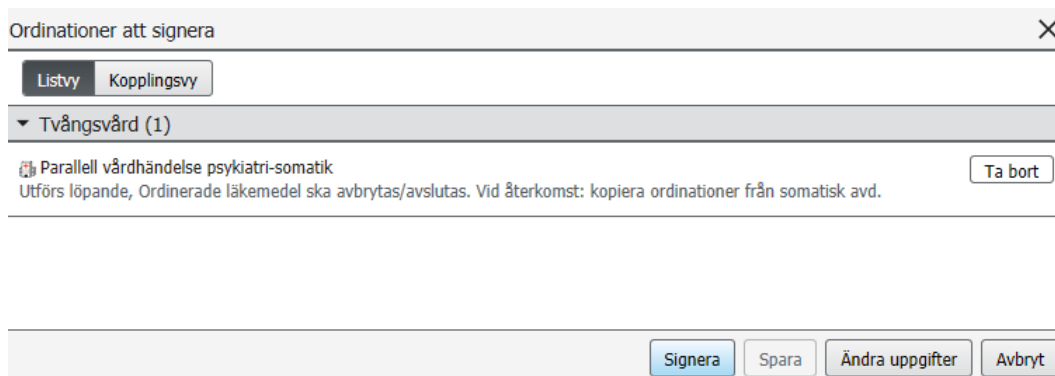 Ordinationer att signera
Listvy Kopplingsvy
Tvångsvård (1)
Parallell vårdhändelse psykiatri-somatik
Ta bort
Utförs löpande, Ordinerade läkemedel ska avbrytas/avslutas. Vid återkomst: kopiera ordinationer från somatisk avd.
Signera Spara Ändra uppgifter Avbryt